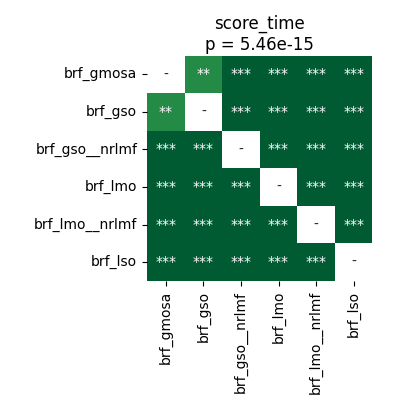 score_time
p = 5.46e-15
brf_gmosa - ** *** *** *** ***
brf_gso ** - *** *** *** ***
brf_gso__nrlmf *** *** - *** *** ***
brf_lmo *** *** *** - *** ***
brf_lmo__nrlmf *** *** *** *** - ***
brf_lso *** *** *** *** *** -
brf_gmosa
brf_gso
brf_gso__nrlmf
brf_lmo
brf_lmo__nrlmf
brf_lso